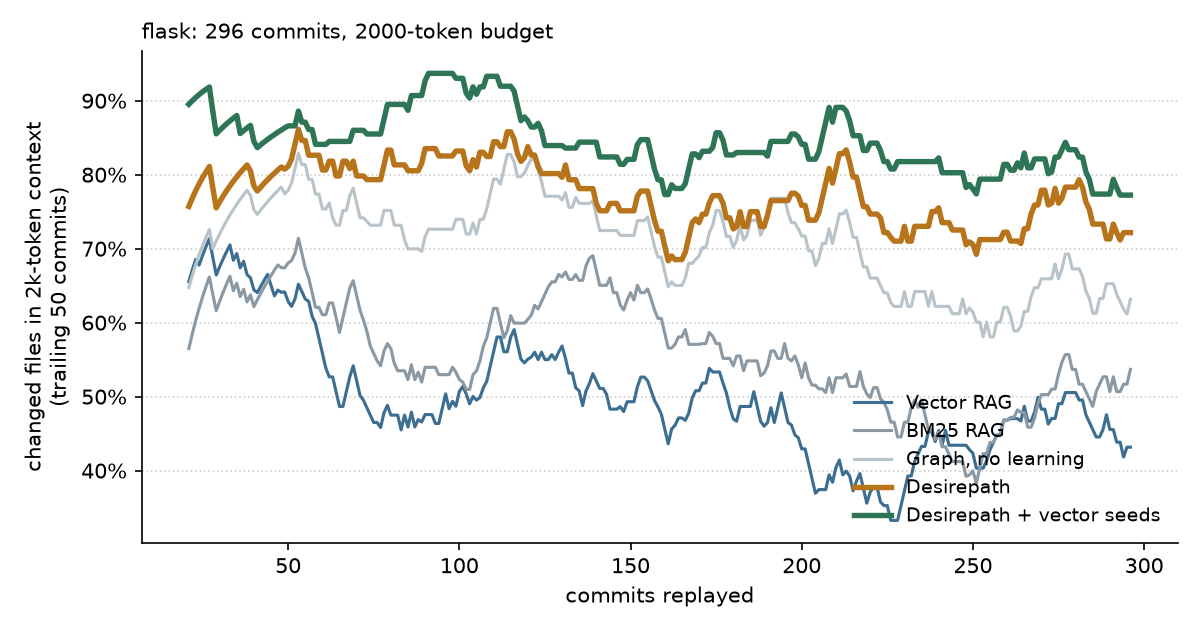 flask: 296 commits, 2000-token budget
changed files in 2k-token context
(trailing 50 commits)
90%
80%
70%
60%
50%
40%
Vector RAG
BM25 RAG
Graph, no learning
Desirepath
Desirepath + vector seeds
50
100
150
200
250
300
commits replayed